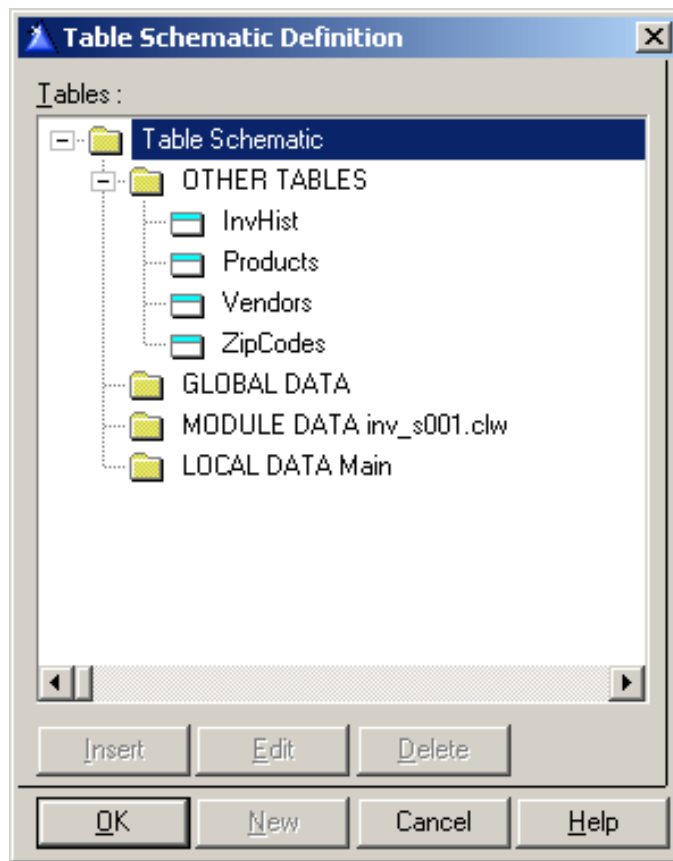 Table Schematic Definition
Tables :
Table Schematic
OTHER TABLES
InvHist
Products
Vendors
ZipCodes
GLOBAL DATA
MODULE DATA inv_s001.clw
LOCAL DATA Main
Insert Edit Delete
OK New Cancel Help